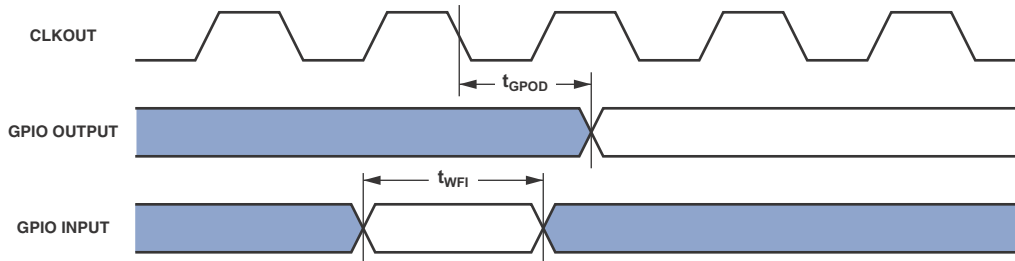 CLKOUT
tGPOD
GPIO OUTPUT
tWFI
GPIO INPUT